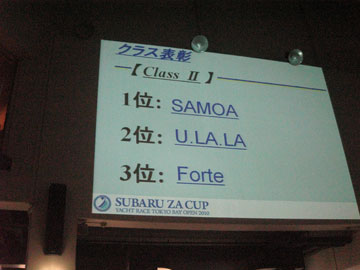 クラス表彰
【 Class Ⅱ 】
1位: SAMOA
2位: U.LA.LA
3位: Forte
SUBARU ZA CUP
YACHT RACE TOKYO BAY OPEN 2010